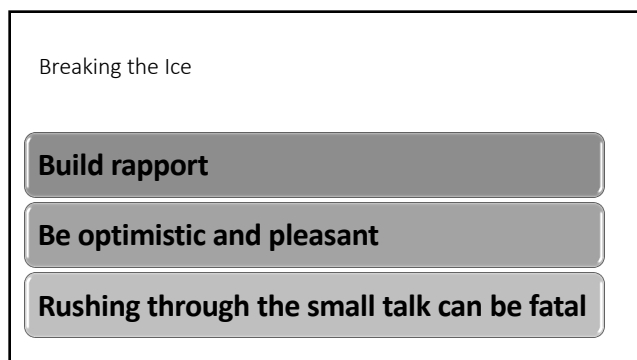 Breaking the Ice
Build rapport
Be optimistic and pleasant
Rushing through the small talk can be fatal